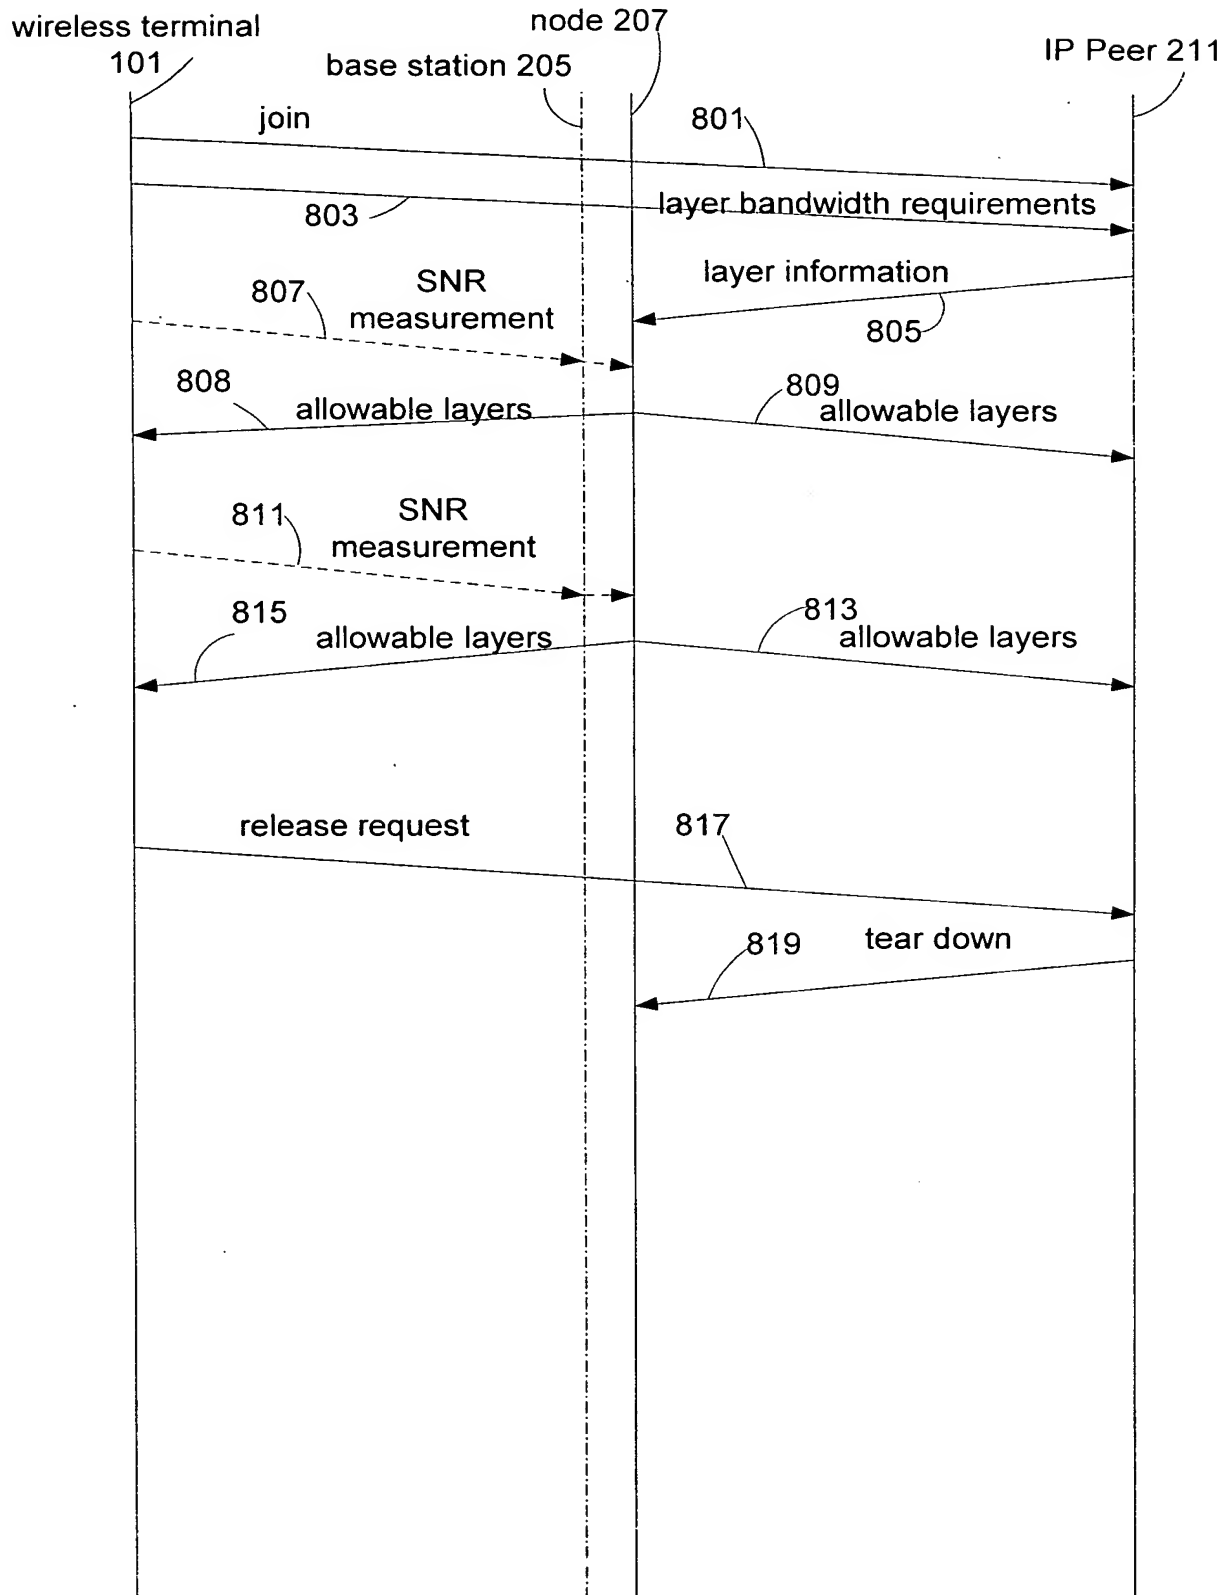 wireless terminal
101
base station 205
node 207
IP Peer 211
join
801
803
layer bandwidth requirements
layer information
805
807
SNR
measurement
808
allowable layers
809
allowable layers
811
SNR
measurement
815
allowable layers
813
allowable layers
release request
817
tear down
819